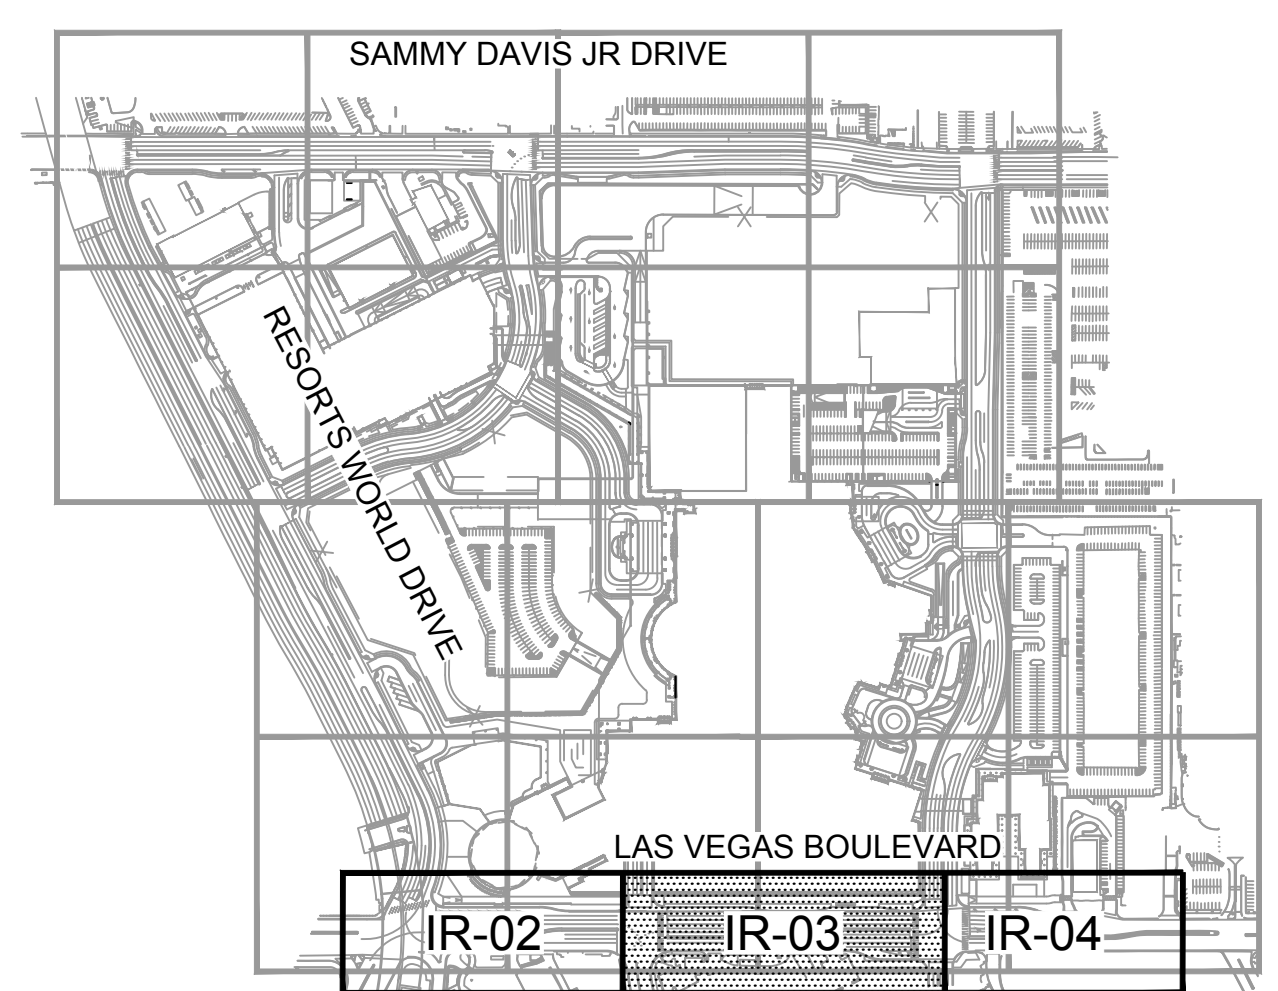 SAMMY DAVIS JR DRIVE
RESORTS WORLD DRIVE
LAS VEGAS BOULEVARD
IR-02
IR-03
IR-04